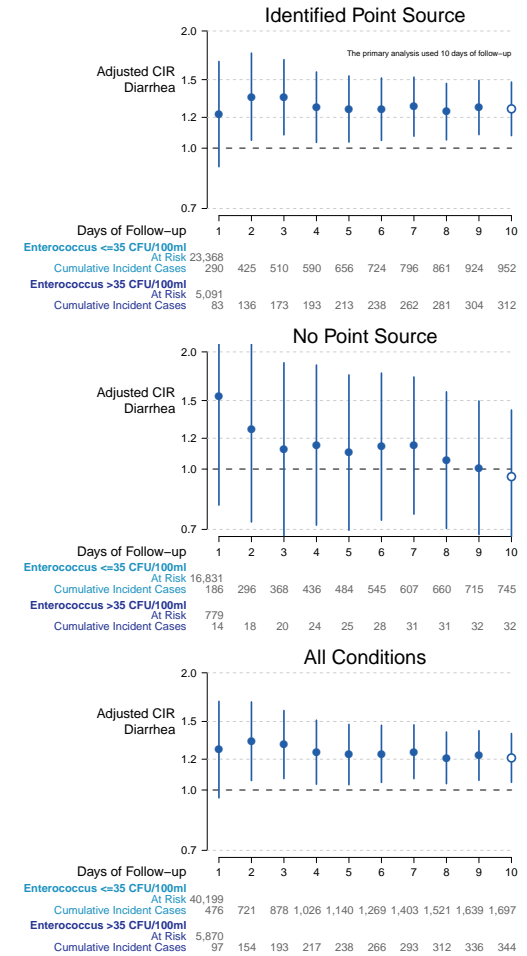 Identified Point Source
2.0
The primary analysis used 10 days of follow−up
Adjusted CIR
Diarrhea
1.5
1.2
1.0
0.7
Days of Follow−up 1 2 3 4 5 6 7 8 9 10
Enterococcus <=35 CFU/100ml
At Risk 23,368
Cumulative Incident Cases 290 425 510 590 656 724 796 861 924 952
Enterococcus >35 CFU/100ml
At Risk 5,091
Cumulative Incident Cases 83 136 173 193 213 238 262 281 304 312
No Point Source
2.0
Adjusted CIR
Diarrhea
1.5
1.2
1.0
0.7
Days of Follow−up 1 2 3 4 5 6 7 8 9 10
Enterococcus <=35 CFU/100ml
At Risk 16,831
Cumulative Incident Cases 186 296 368 436 484 545 607 660 715 745
Enterococcus >35 CFU/100ml
At Risk 779
Cumulative Incident Cases 14 18 20 24 25 28 31 31 32 32
All Conditions
2.0
Adjusted CIR
Diarrhea
1.5
1.2
1.0
0.7
Days of Follow−up 1 2 3 4 5 6 7 8 9 10
Enterococcus <=35 CFU/100ml
At Risk 40,199
Cumulative Incident Cases 476 721 878 1,026 1,140 1,269 1,403 1,521 1,639 1,697
Enterococcus >35 CFU/100ml
At Risk 5,870
Cumulative Incident Cases 97 154 193 217 238 266 293 312 336 344